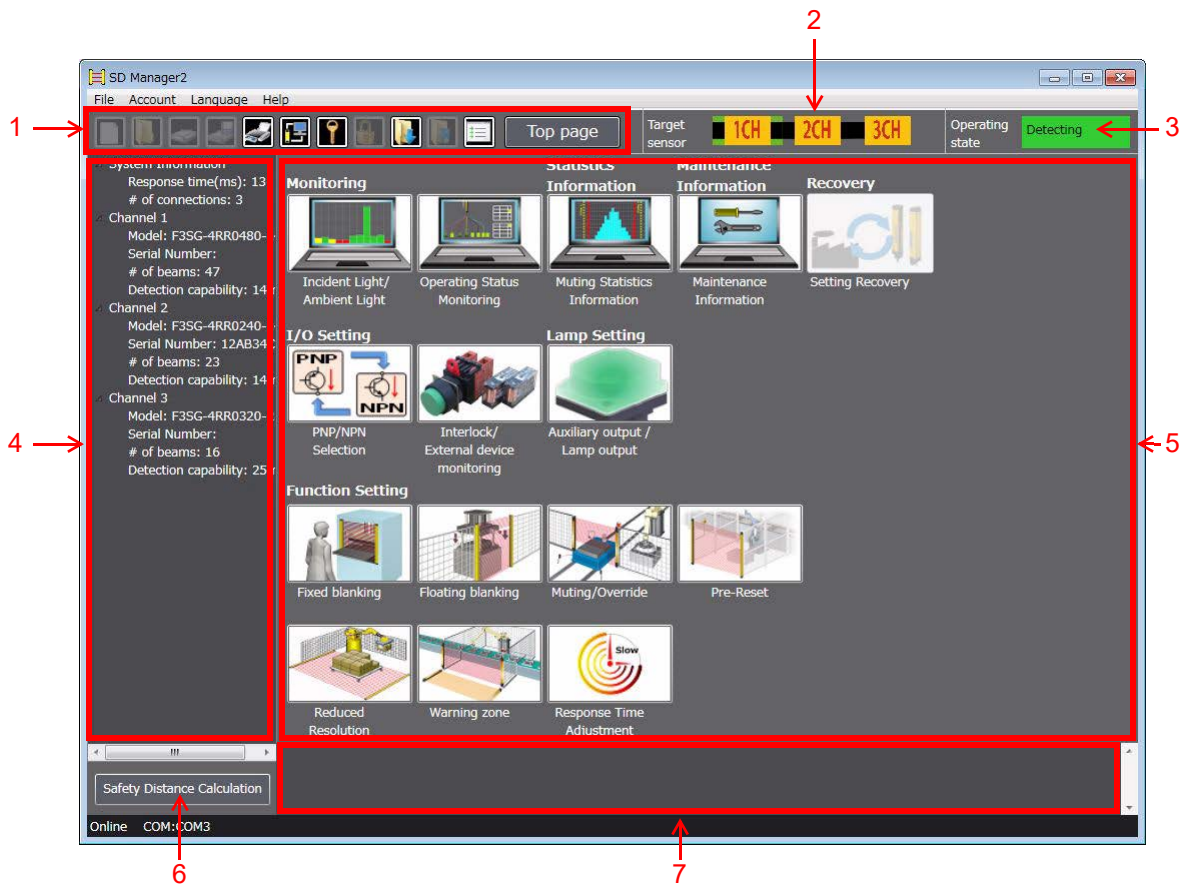 2
SD Manager2
File Account Language Help
1
Top page
Target
sensor
1CH 2CH 3CH
Operating
state
Detecting
3
System Information
Response time(ms): 13
# of connections: 3
Channel 1
Model: F3SG-4RR0480-
Serial Number:
# of beams: 47
Detection capability: 14
Channel 2
Model: F3SG-4RR0240-
Serial Number: 12AB34
# of beams: 23
Detection capability: 14
Channel 3
Model: F3SG-4RR0320-
Serial Number:
# of beams: 16
Detection capability: 25
4
Monitoring
Statistics
Information
Maintenance
Information
Recovery
Incident Light/
Ambient Light
Operating Status
Monitoring
Muting Statistics
Information
Maintenance
Information
Setting Recovery
I/O Setting
Lamp Setting
PNP
NPN
PNP/NPN
Selection
Interlock/
External device
monitoring
Auxiliary output /
Lamp output
5
Function Setting
Fixed blanking
Floating blanking
Muting/Override
Pre-Reset
Slow
Reduced
Resolution
Warning zone
Response Time
Adjustment
Safety Distance Calculation
Online COM:COM3
6
7